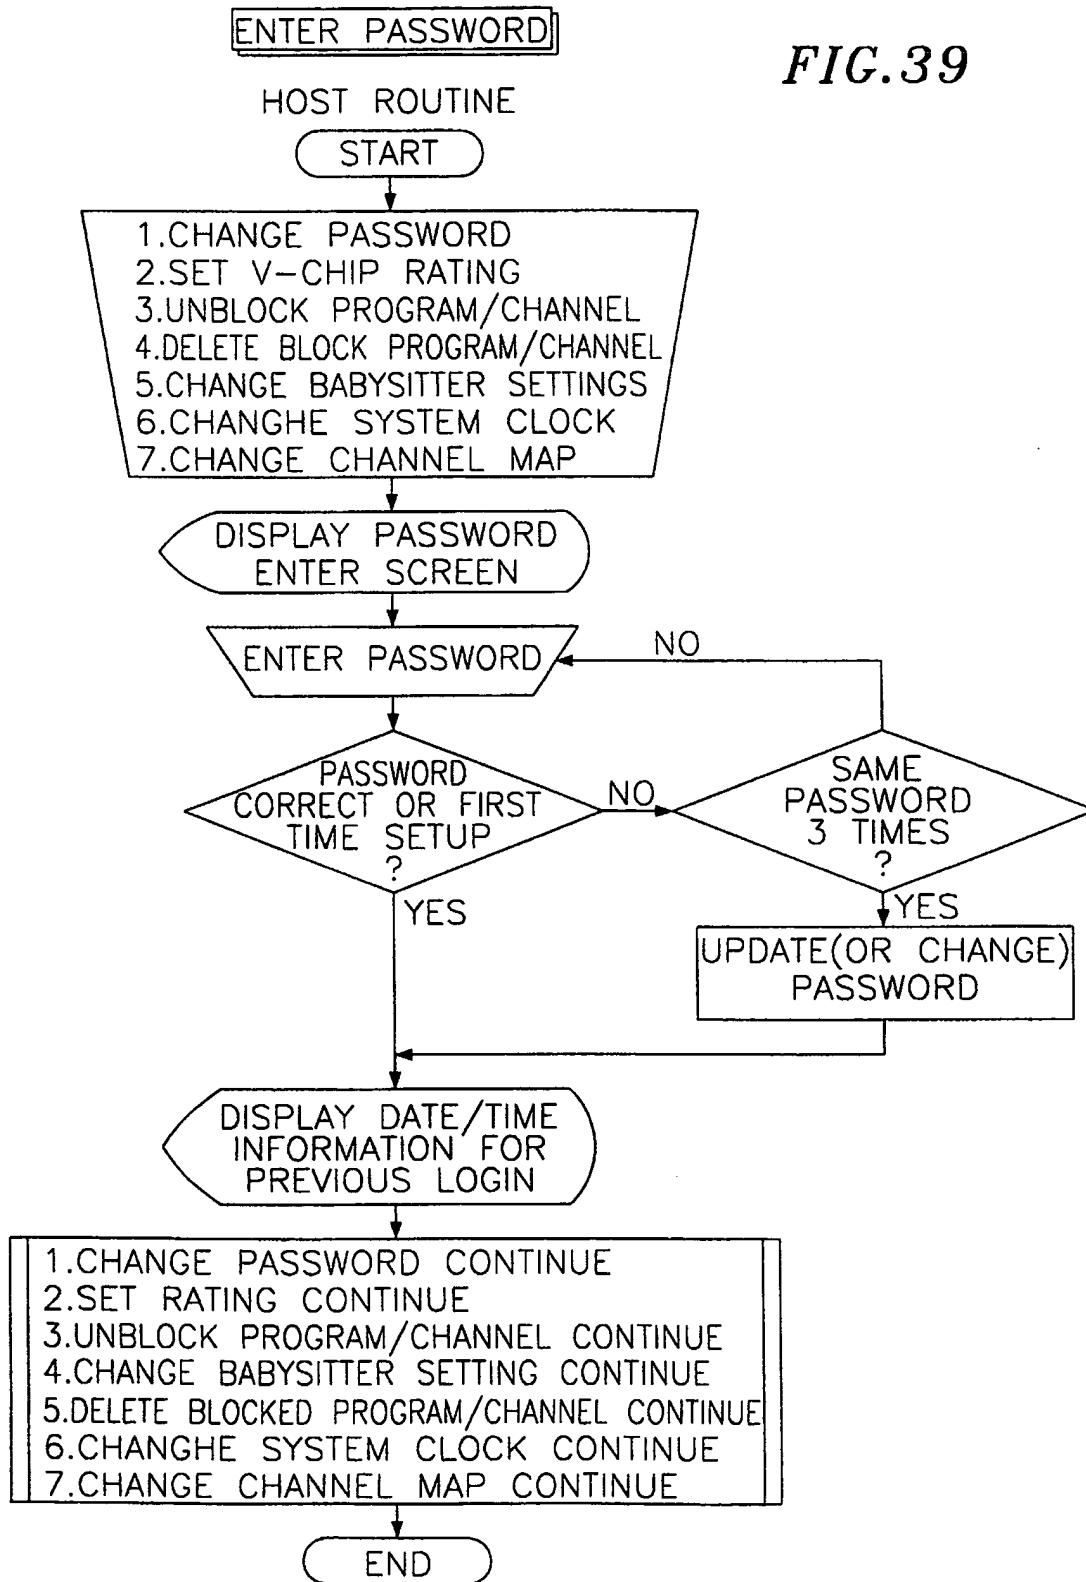 ENTER PASSWORD
FIG.39
HOST ROUTINE
START
1.CHANGE PASSWORD
2.SET V-CHIP RATING
3.UNBLOCK PROGRAM/CHANNEL
4.DELETE BLOCK PROGRAM/CHANNEL
5.CHANGE BABYSITTER SETTINGS
6.CHANGHE SYSTEM CLOCK
7.CHANGE CHANNEL MAP
DISPLAY PASSWORD
ENTER SCREEN
ENTER PASSWORD
NO
PASSWORD
CORRECT OR FIRST
TIME SETUP
?
NO
SAME
PASSWORD
3 TIMES
?
YES
YES
UPDATE(OR CHANGE)
PASSWORD
DISPLAY DATE/TIME
INFORMATION FOR
PREVIOUS LOGIN
1.CHANGE PASSWORD CONTINUE
2.SET RATING CONTINUE
3.UNBLOCK PROGRAM/CHANNEL CONTINUE
4.CHANGE BABYSITTER SETTING CONTINUE
5.DELETE BLOCKED PROGRAM/CHANNEL CONTINUE
6.CHANGHE SYSTEM CLOCK CONTINUE
7.CHANGE CHANNEL MAP CONTINUE
END